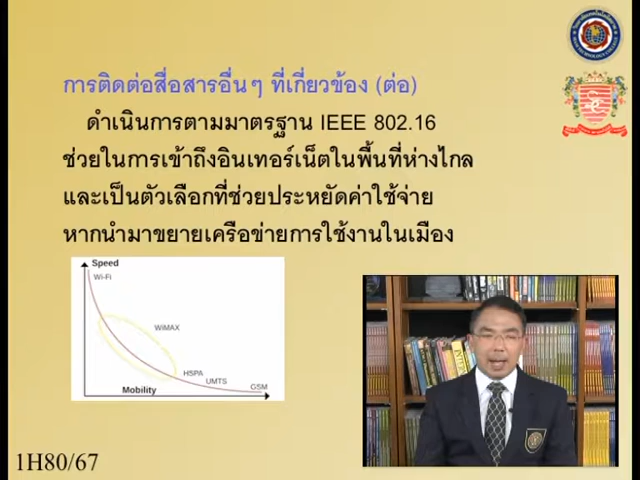 การติดต่อสื่อสารอื่นๆ ที่เกี่ยวข้อง (ต่อ)
ดำเนินการตามมาตรฐาน IEEE 802.16
ช่วยในการเข้าถึงอินเทอร์เน็ตในพื้นที่ห่างไกล
และเป็นตัวเลือกที่ช่วยประหยัดค่าใช้จ่าย
หากนำมาขยายเครือข่ายการใช้งานในเมือง
Speed
Wi-Fi
WiMAX
HSPA
UMTS
GSM
Mobility
1H80/67